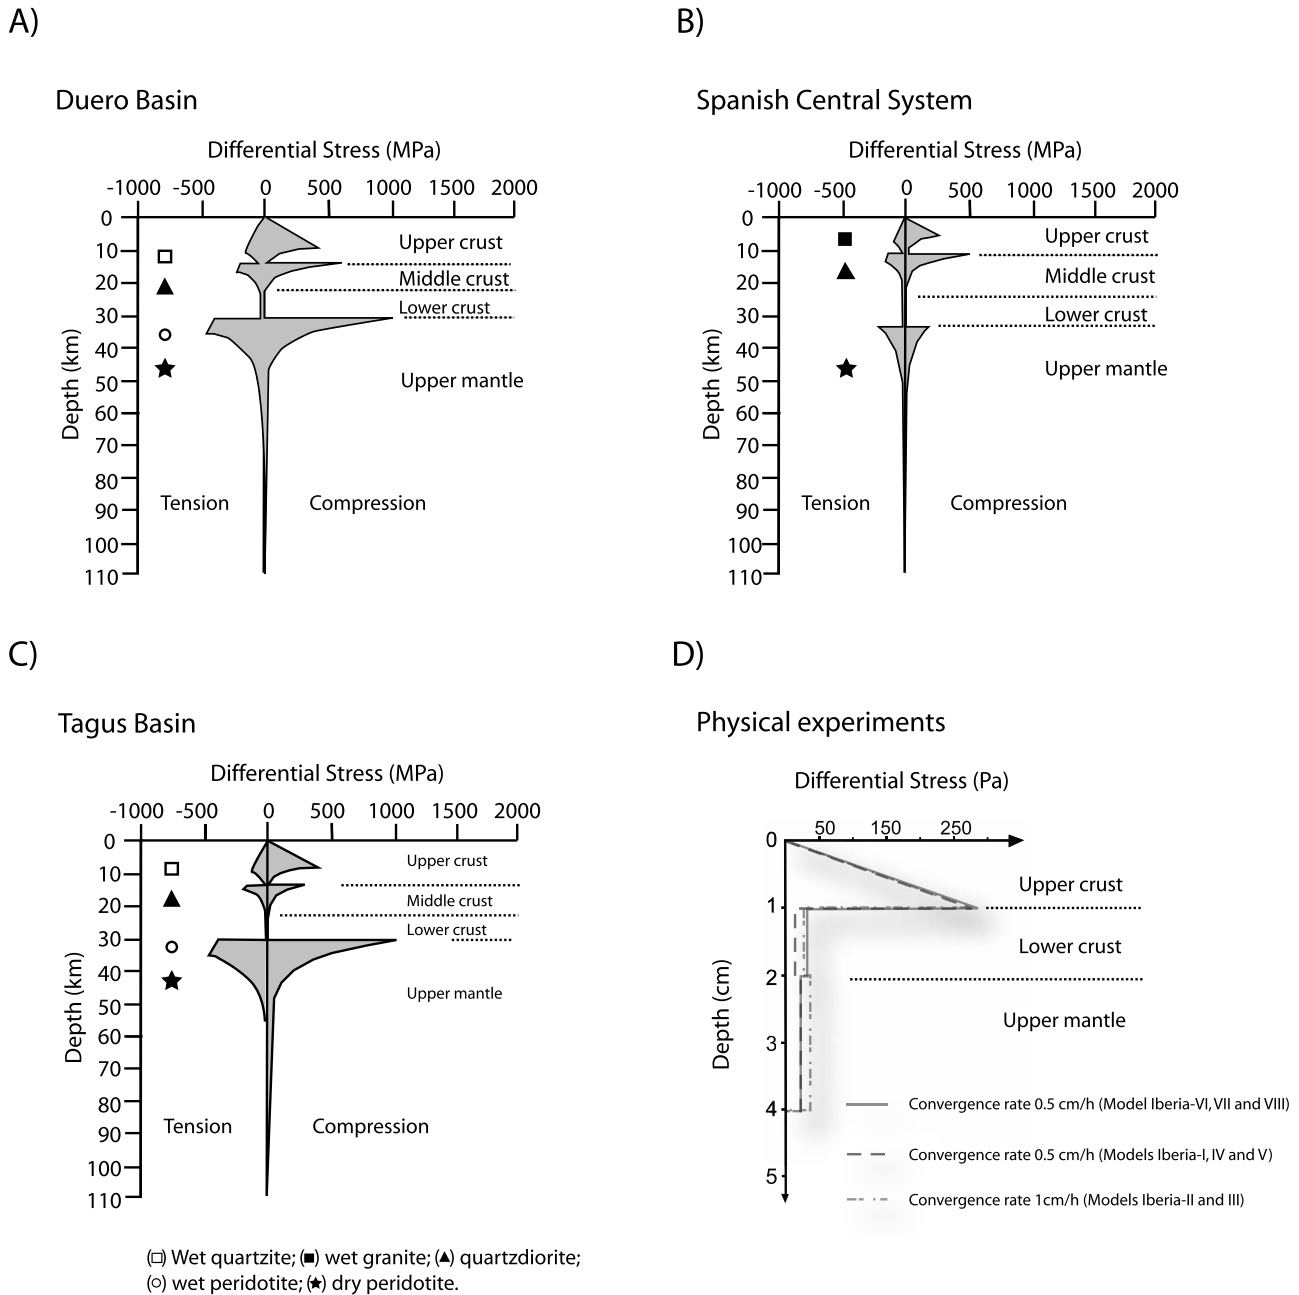 A)
Duero Basin
Differential Stress (MPa)
-1000 -500 0 500 1000 1500 2000
0
10
20
30
40
50
60
70
80
90
100
110
Depth (km)
Upper crust
Middle crust
Lower crust
Upper mantle
Tension
Compression
B)
Spanish Central System
Differential Stress (MPa)
-1000 -500 0 500 1000 1500 2000
0
10
20
30
40
50
60
70
80
90
100
110
Depth (km)
Upper crust
Middle crust
Lower crust
Upper mantle
Tension
Compression
C)
Tagus Basin
Differential Stress (MPa)
-1000 -500 0 500 1000 1500 2000
0
10
20
30
40
50
60
70
80
90
100
110
Depth (km)
Upper crust
Middle crust
Lower crust
Upper mantle
Tension
Compression
D)
Physical experiments
Differential Stress (Pa)
50 150 250
0
1
2
3
4
5
Depth (cm)
Upper crust
Lower crust
Upper mantle
Convergence rate 0.5 cm/h (Model Iberia-VI, VII and VIII)
Convergence rate 0.5 cm/h (Models Iberia-I, IV and V)
Convergence rate 1cm/h (Models Iberia-II and III)
(□) Wet quartzite; (■) wet granite; (▲) quartzdiorite;
(○) wet peridotite; (★) dry peridotite.